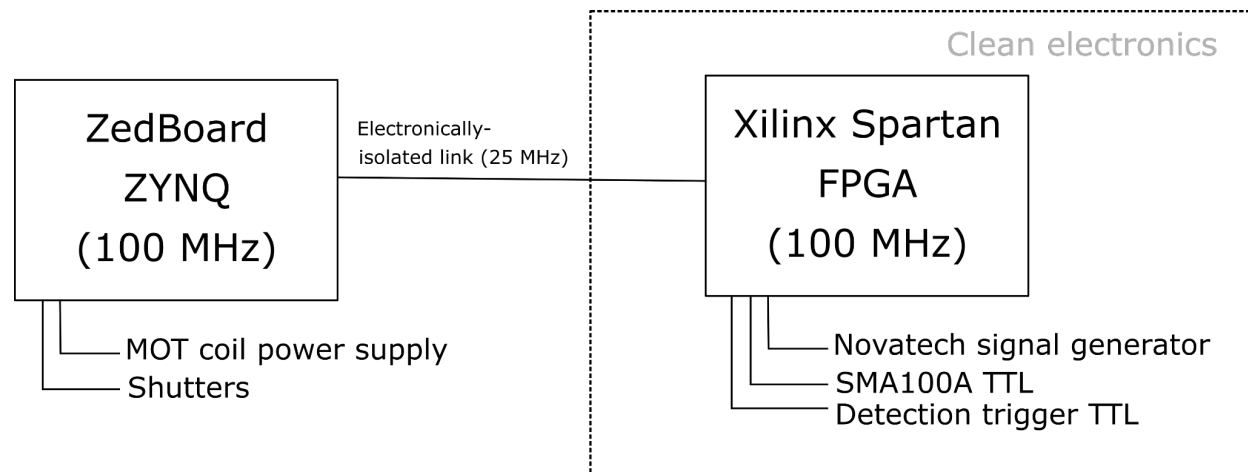 Clean electronics
ZedBoard
ZYNQ
(100 MHz)
Electronically-
isolated link (25 MHz)
Xilinx Spartan
FPGA
(100 MHz)
MOT coil power supply
Shutters
Novatech signal generator
SMA100A TTL
Detection trigger TTL